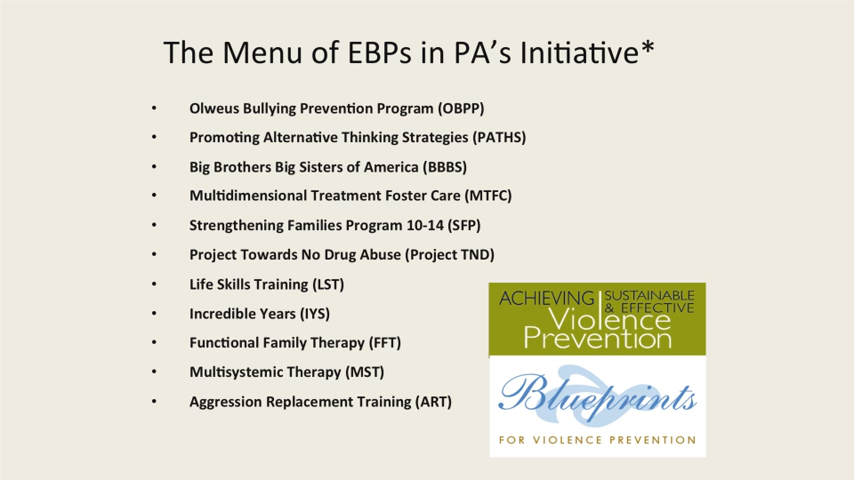 The Menu of EBPs in PA's Initiative*
• Olweus Bullying Prevention Program (OBPP)
• Promoting Alternative Thinking Strategies (PATHS)
• Big Brothers Big Sisters of America (BBBS)
• Multidimensional Treatment Foster Care (MTFC)
• Strengthening Families Program 10-14 (SFP)
• Project Towards No Drug Abuse (Project TND)
• Life Skills Training (LST)
• Incredible Years (IYS)
• Functional Family Therapy (FFT)
• Multisystemic Therapy (MST)
• Aggression Replacement Training (ART)
ACHIEVING SUSTAINABLE
& EFFECTIVE
Violence
Prevention
Blueprints
FOR VIOLENCE PREVENTION